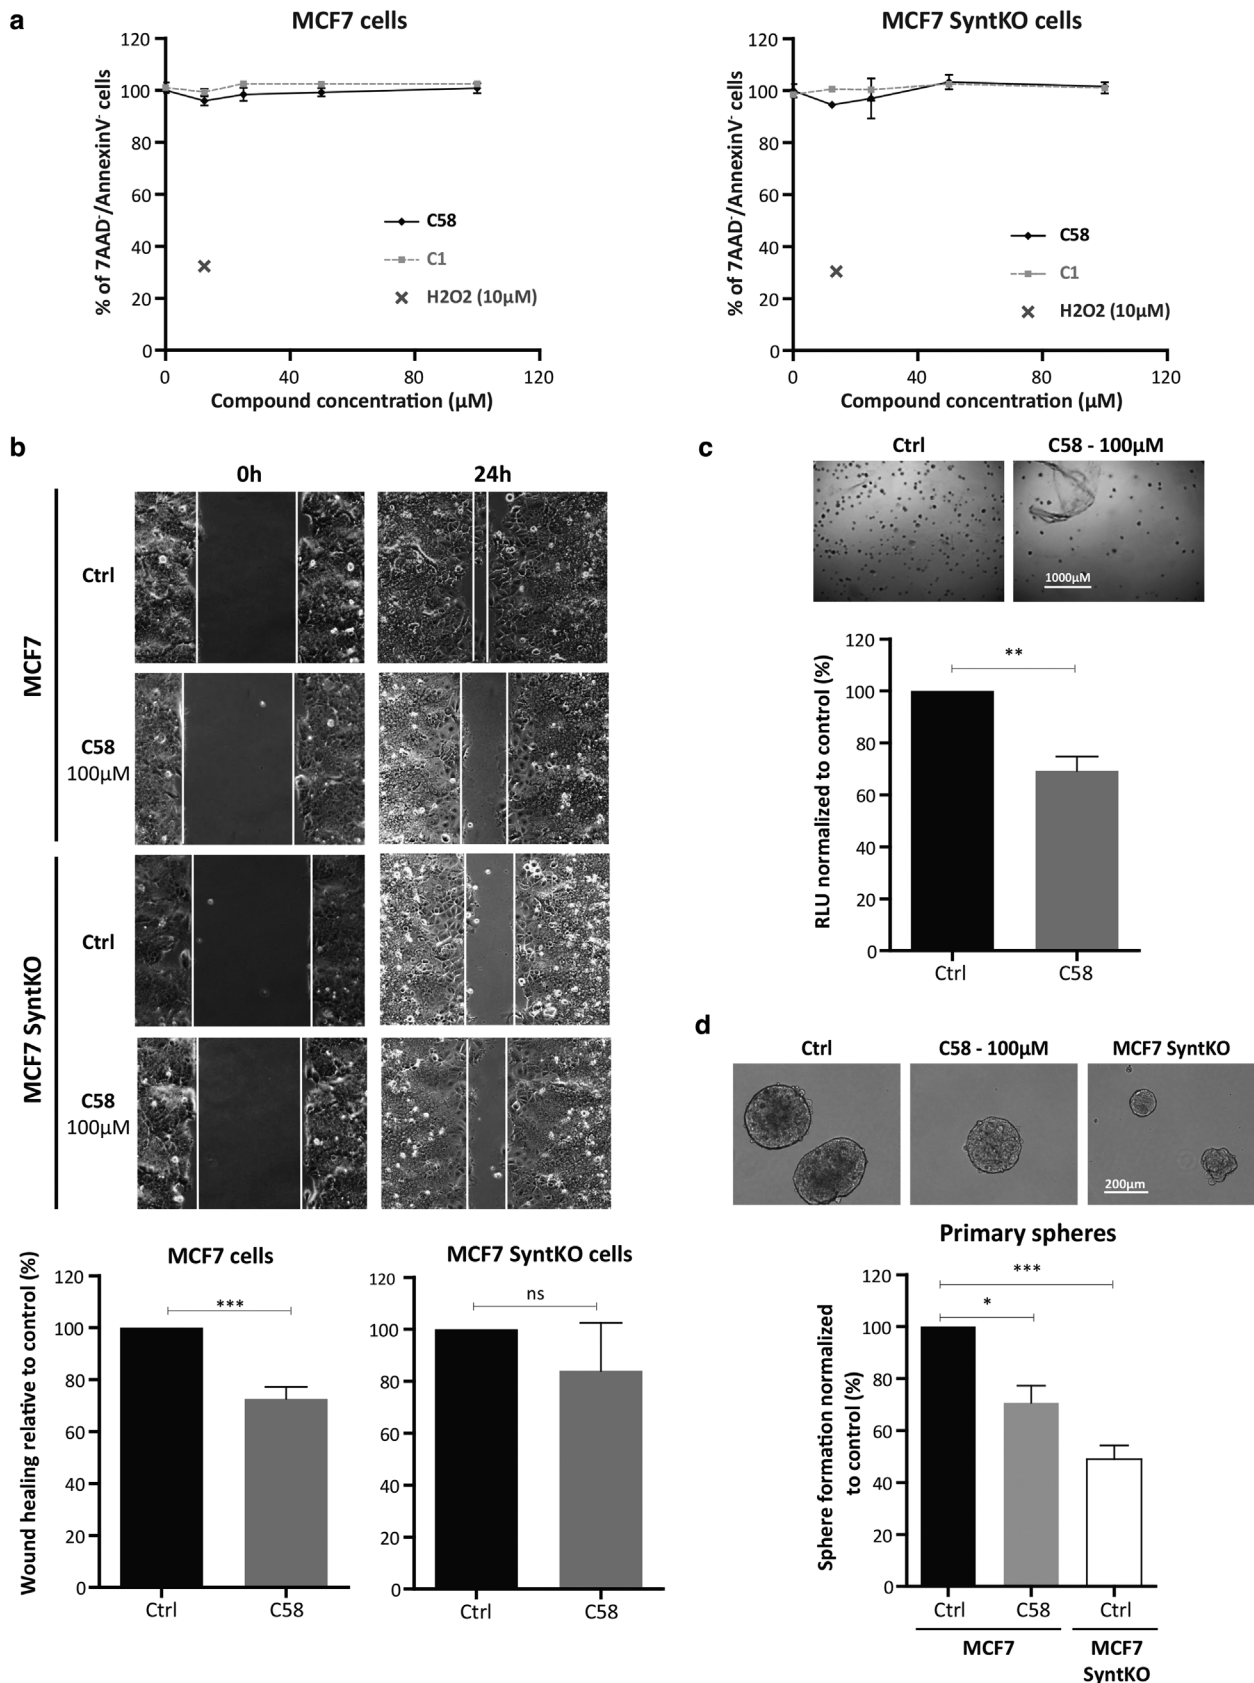 a
MCF7 cells
MCF7 SyntKO cells
% of 7AAD⁻/AnnexinV⁻ cells
120
100
80
60
40
20
0
C58
C1
H2O2 (10µM)
0 40 80 120
Compound concentration (µM)
% of 7AAD⁻/AnnexinV⁻ cells
120
100
80
60
40
20
0
C58
C1
H2O2 (10µM)
0 40 80 120
Compound concentration (µM)
b
0h 24h
MCF7
Ctrl
C58
100µM
MCF7 SyntKO
Ctrl
C58
100µM
MCF7 cells
Wound healing relative to control (%)
120
100
80
60
40
20
0
***
Ctrl C58
MCF7 SyntKO cells
120
100
80
60
40
20
0
ns
Ctrl C58
c
Ctrl C58 - 100µM
1000µM
RLU normalized to control (%)
120
100
80
60
40
20
0
**
Ctrl C58
d
Ctrl C58 - 100µM MCF7 SyntKO
200µm
Primary spheres
Sphere formation normalized
to control (%)
120
100
80
60
40
20
0
***
*
Ctrl C58 Ctrl
MCF7 MCF7
SyntKO